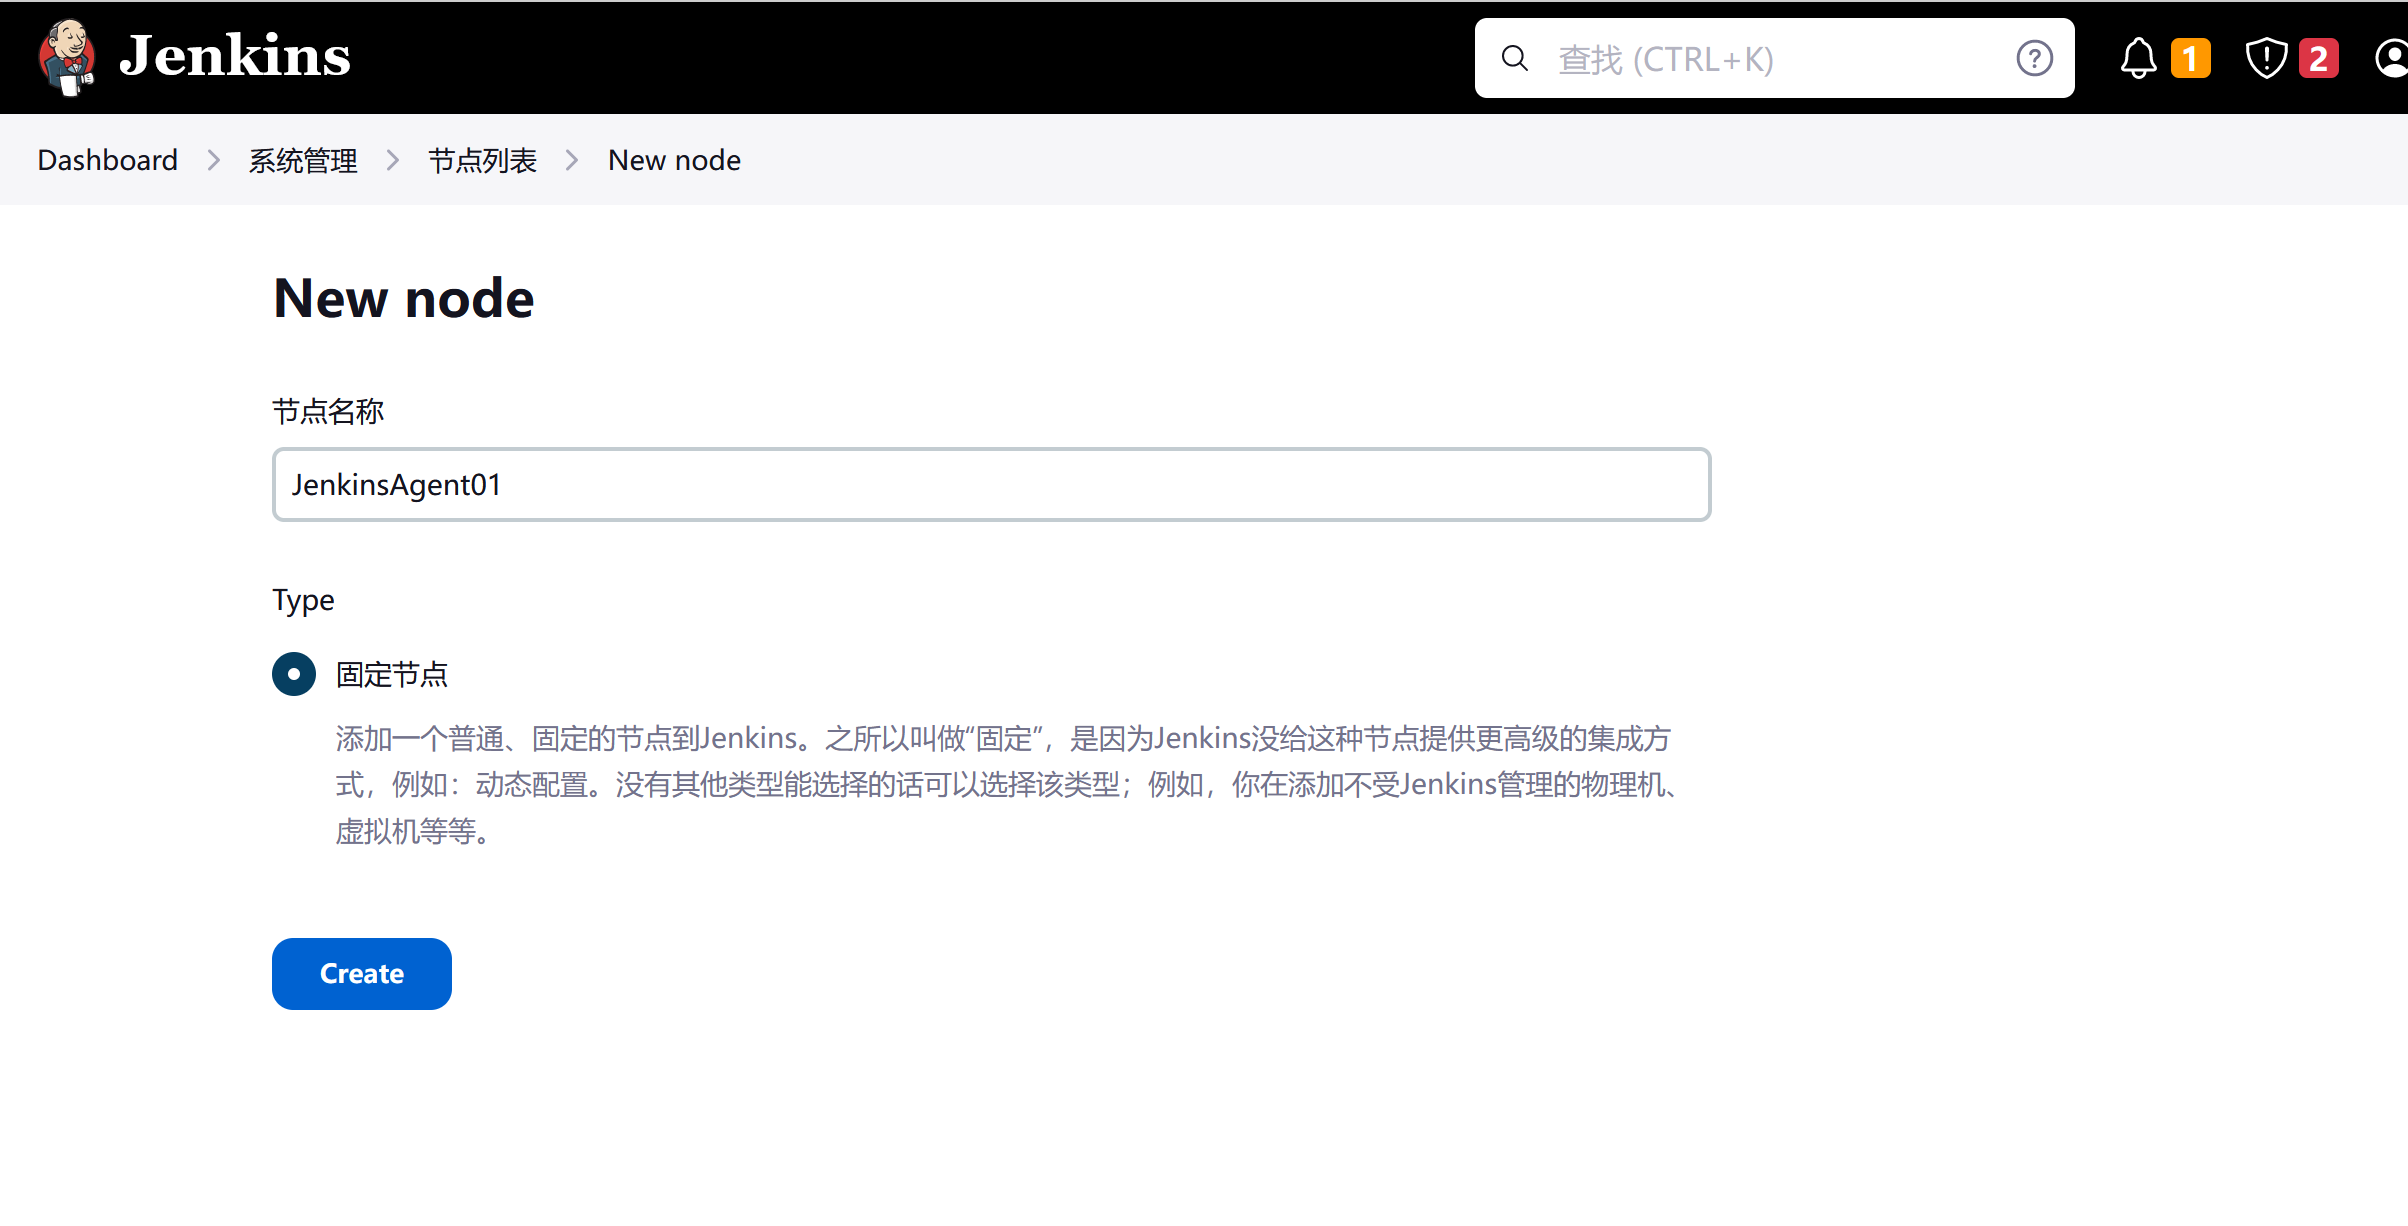 Jenkins
查找 (CTRL+K)
1
2
Dashboard
系统管理
节点列表
New node
New node
节点名称
JenkinsAgent01
Type
固定节点
添加一个普通、固定的节点到Jenkins。之所以叫做“固定”，是因为Jenkins没给这种节点提供更高级的集成方
式，例如：动态配置。没有其他类型能选择的话可以选择该类型；例如，你在添加不受Jenkins管理的物理机、
虚拟机等等。
Create